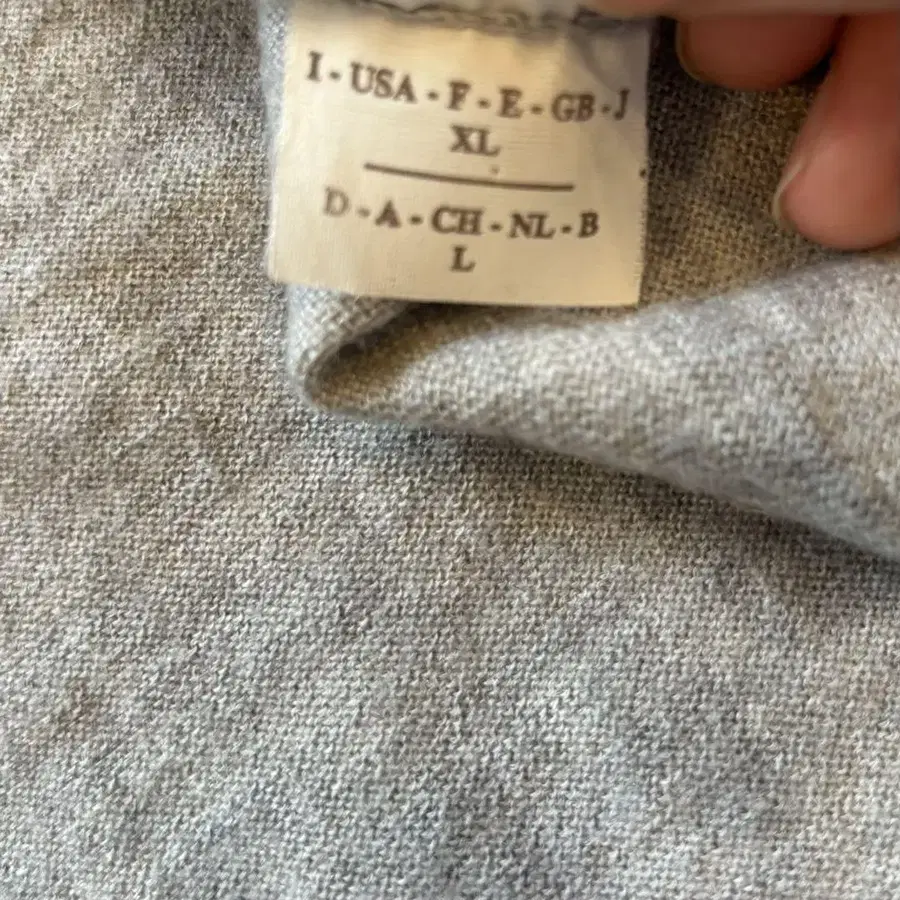 I - USA - F - E - GB - J
XL
D - A - CH - NL - B
L